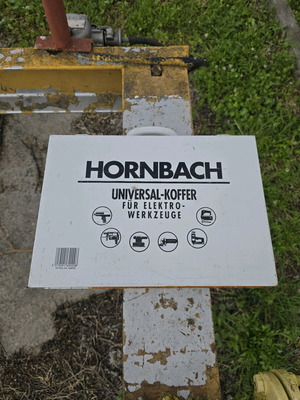 HORNBACH
UNIVERSAL-KOFFER
FÜR ELEKTRO-
WERKZEUGE